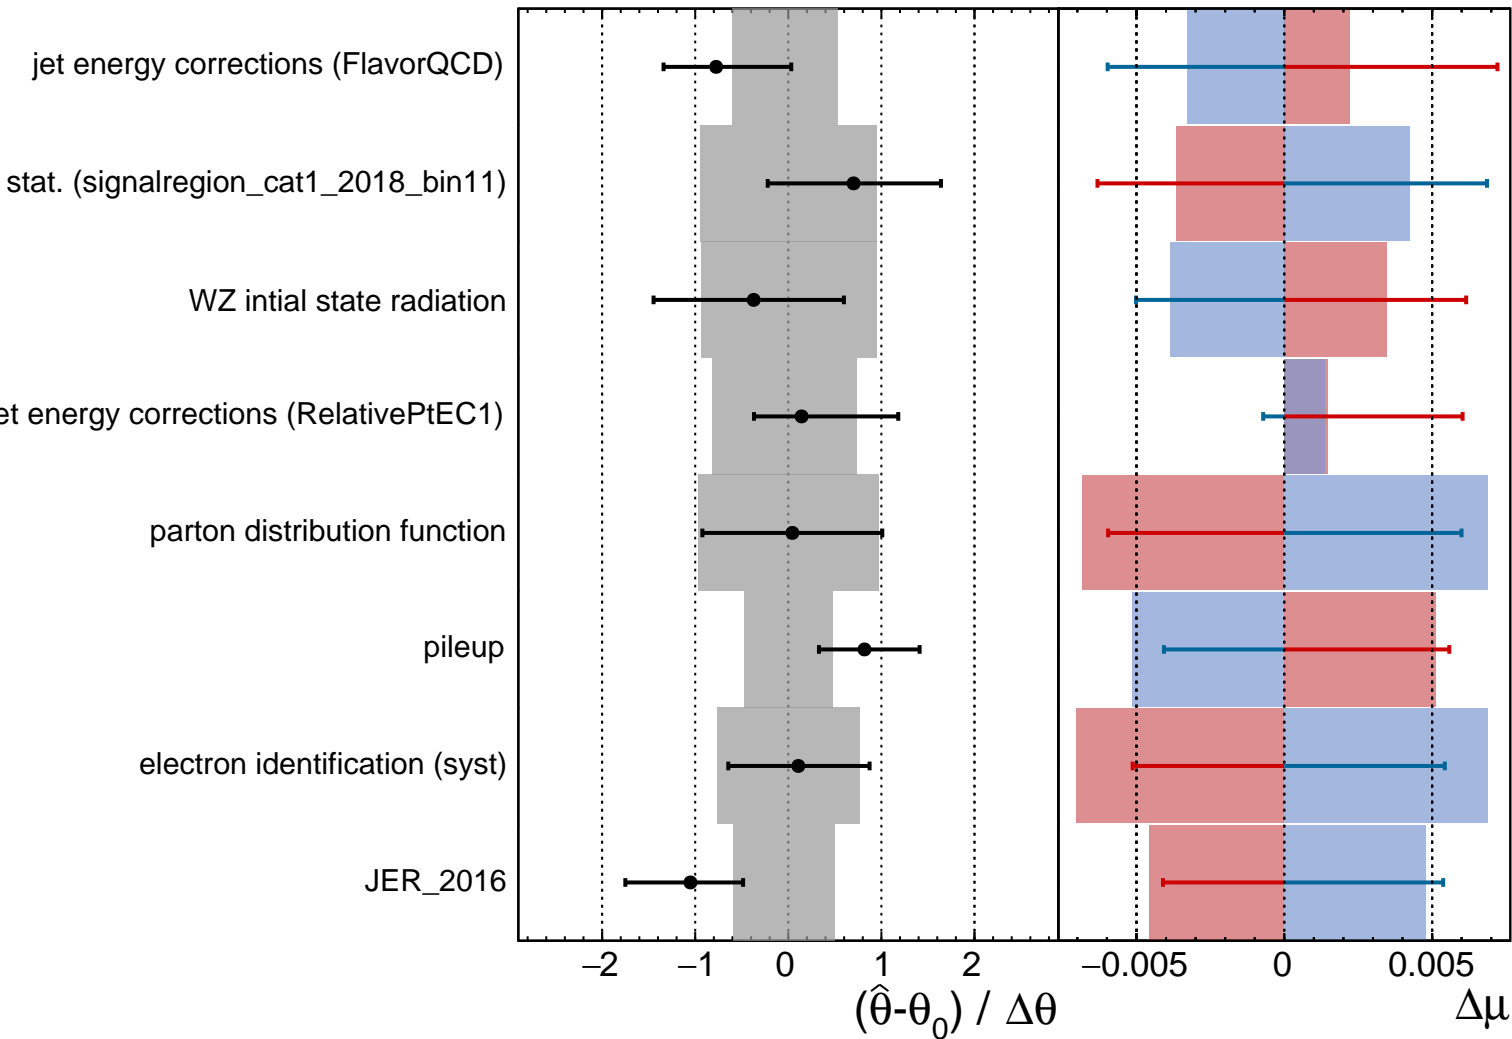 jet energy corrections (FlavorQCD)
stat. (signalregion_cat1_2018_bin11)
WZ intial state radiation
et energy corrections (RelativePtEC1)
parton distribution function
pileup
electron identification (syst)
JER_2016
−2 −1 0 1 2 −0.005 0 0.005
(θ̂-θ₀) / Δθ Δμ